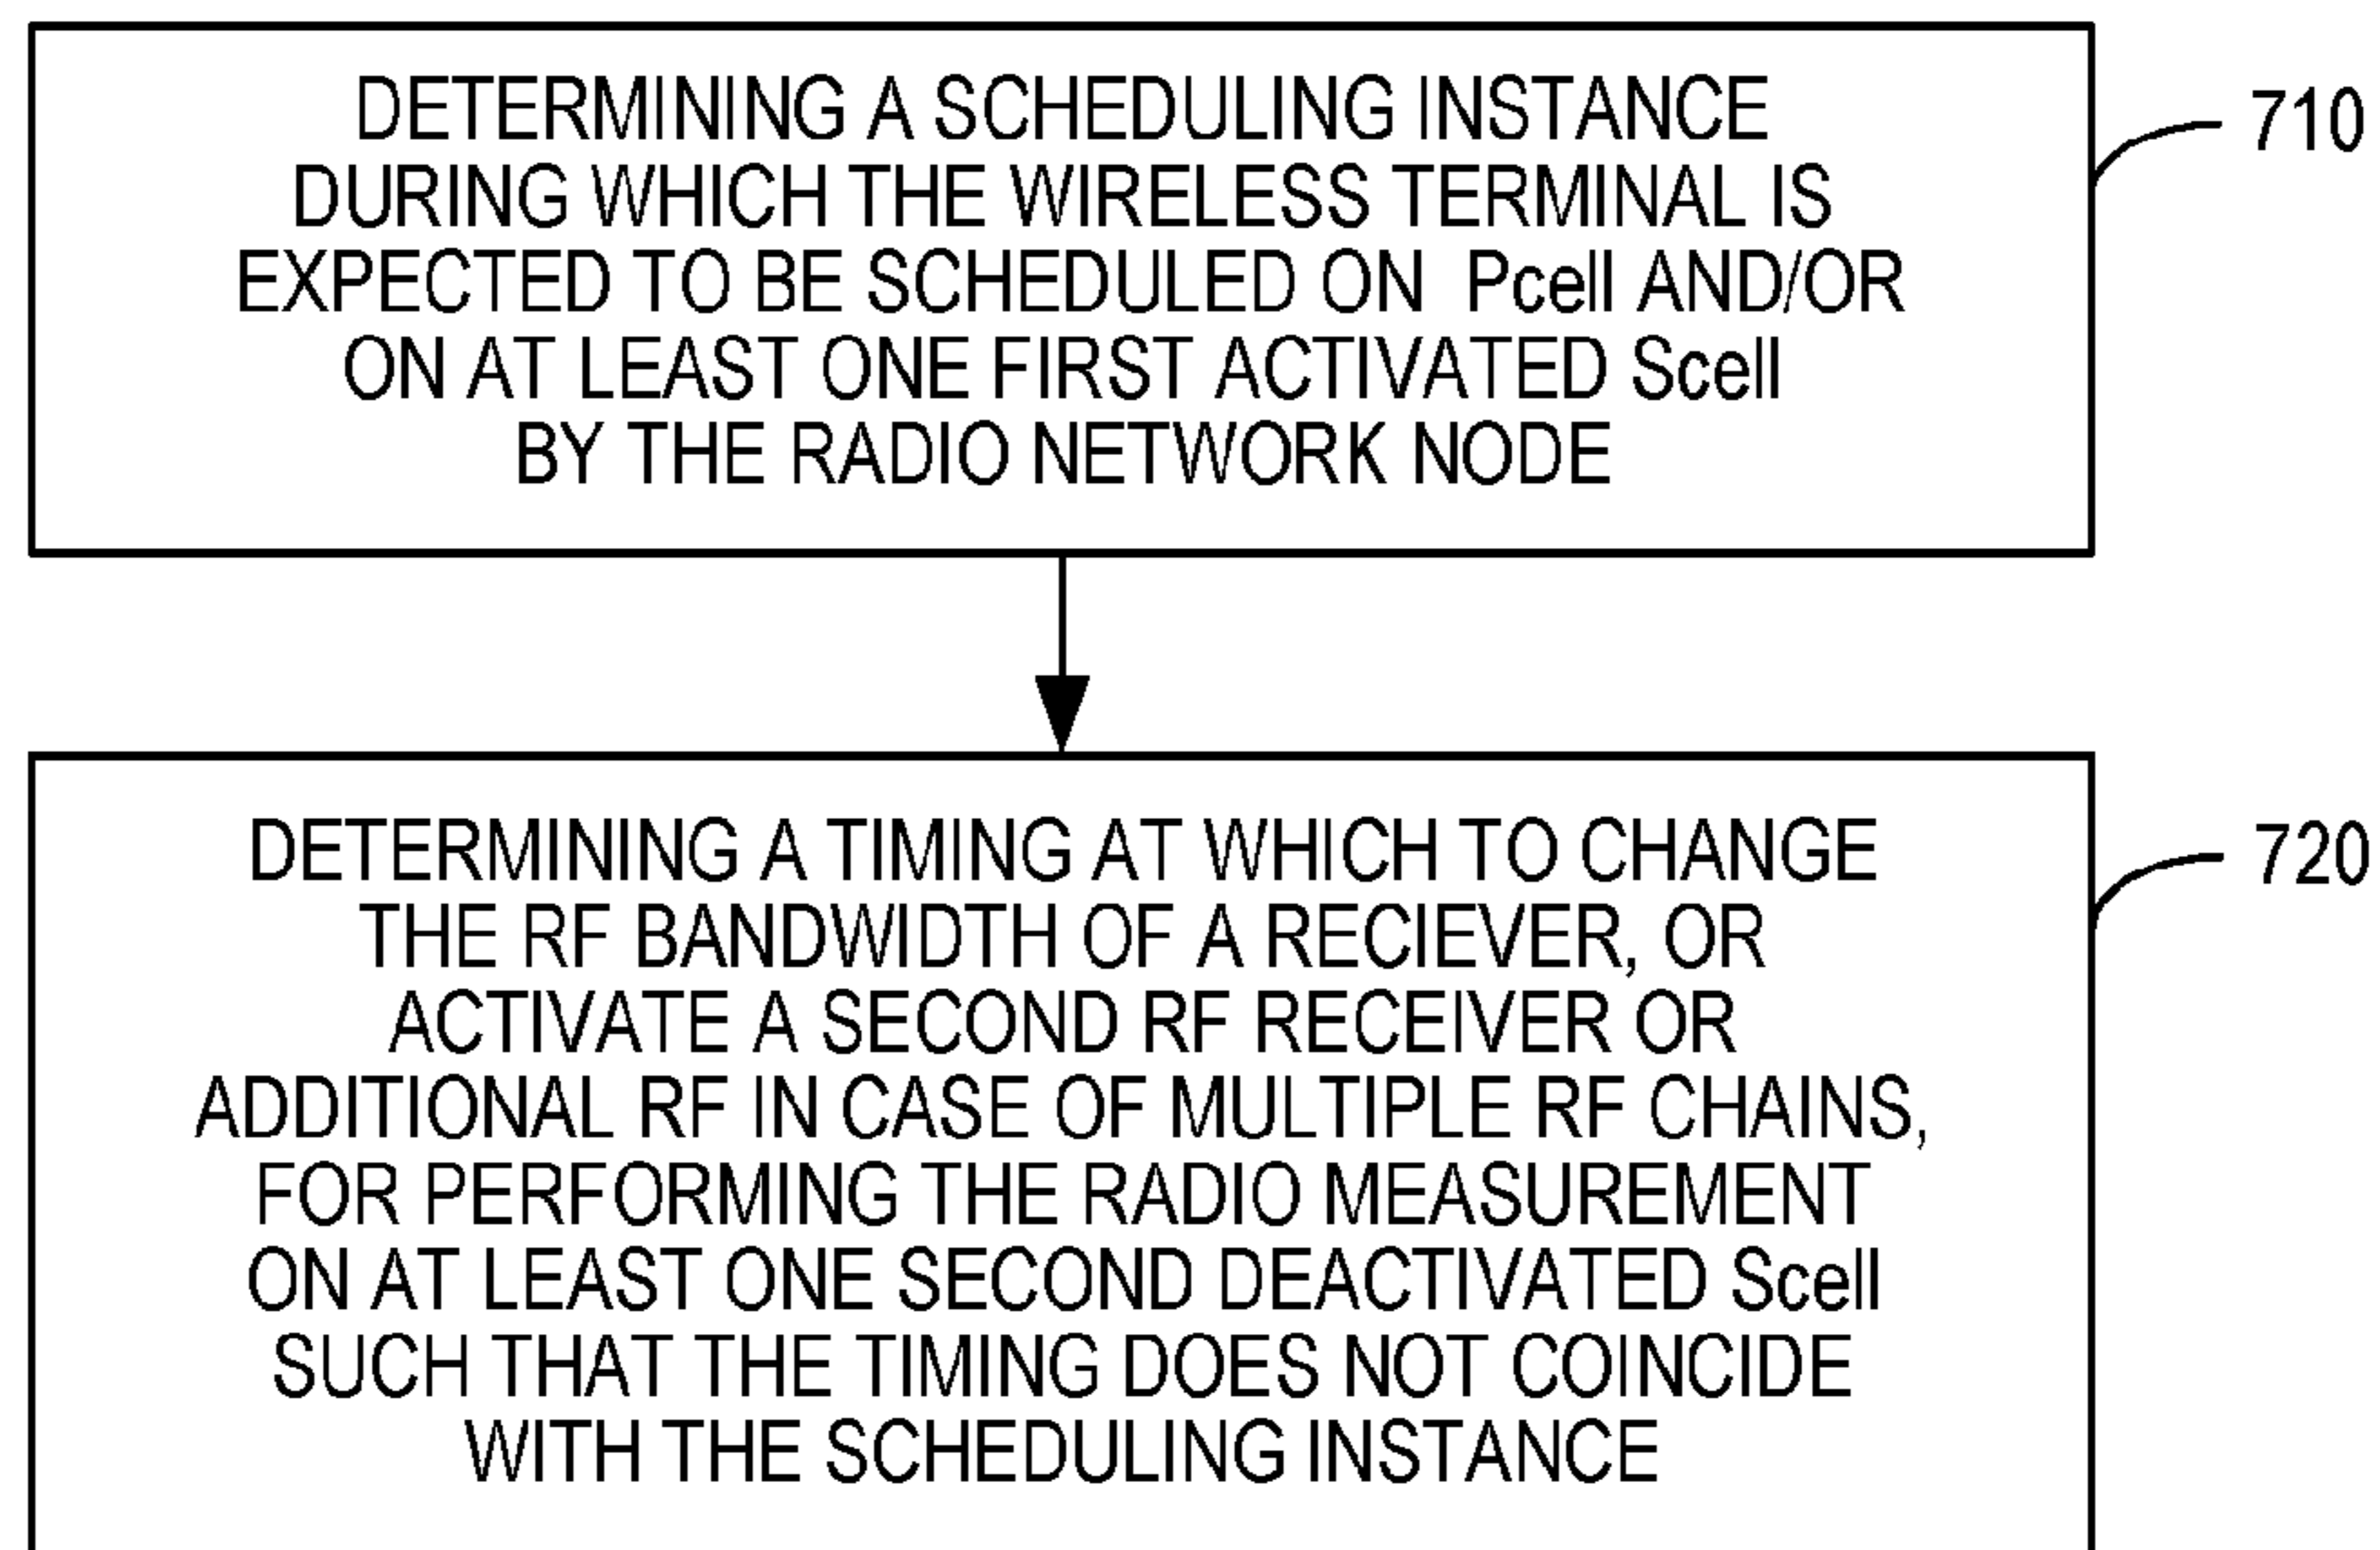 DETERMINING A SCHEDULING INSTANCE
DURING WHICH THE WIRELESS TERMINAL IS
EXPECTED TO BE SCHEDULED ON Pcell AND/OR
ON AT LEAST ONE FIRST ACTIVATED Scell
BY THE RADIO NETWORK NODE
710
DETERMINING A TIMING AT WHICH TO CHANGE
THE RF BANDWIDTH OF A RECIEVER, OR
ACTIVATE A SECOND RF RECEIVER OR
ADDITIONAL RF IN CASE OF MULTIPLE RF CHAINS,
FOR PERFORMING THE RADIO MEASUREMENT
ON AT LEAST ONE SECOND DEACTIVATED Scell
SUCH THAT THE TIMING DOES NOT COINCIDE
WITH THE SCHEDULING INSTANCE
720